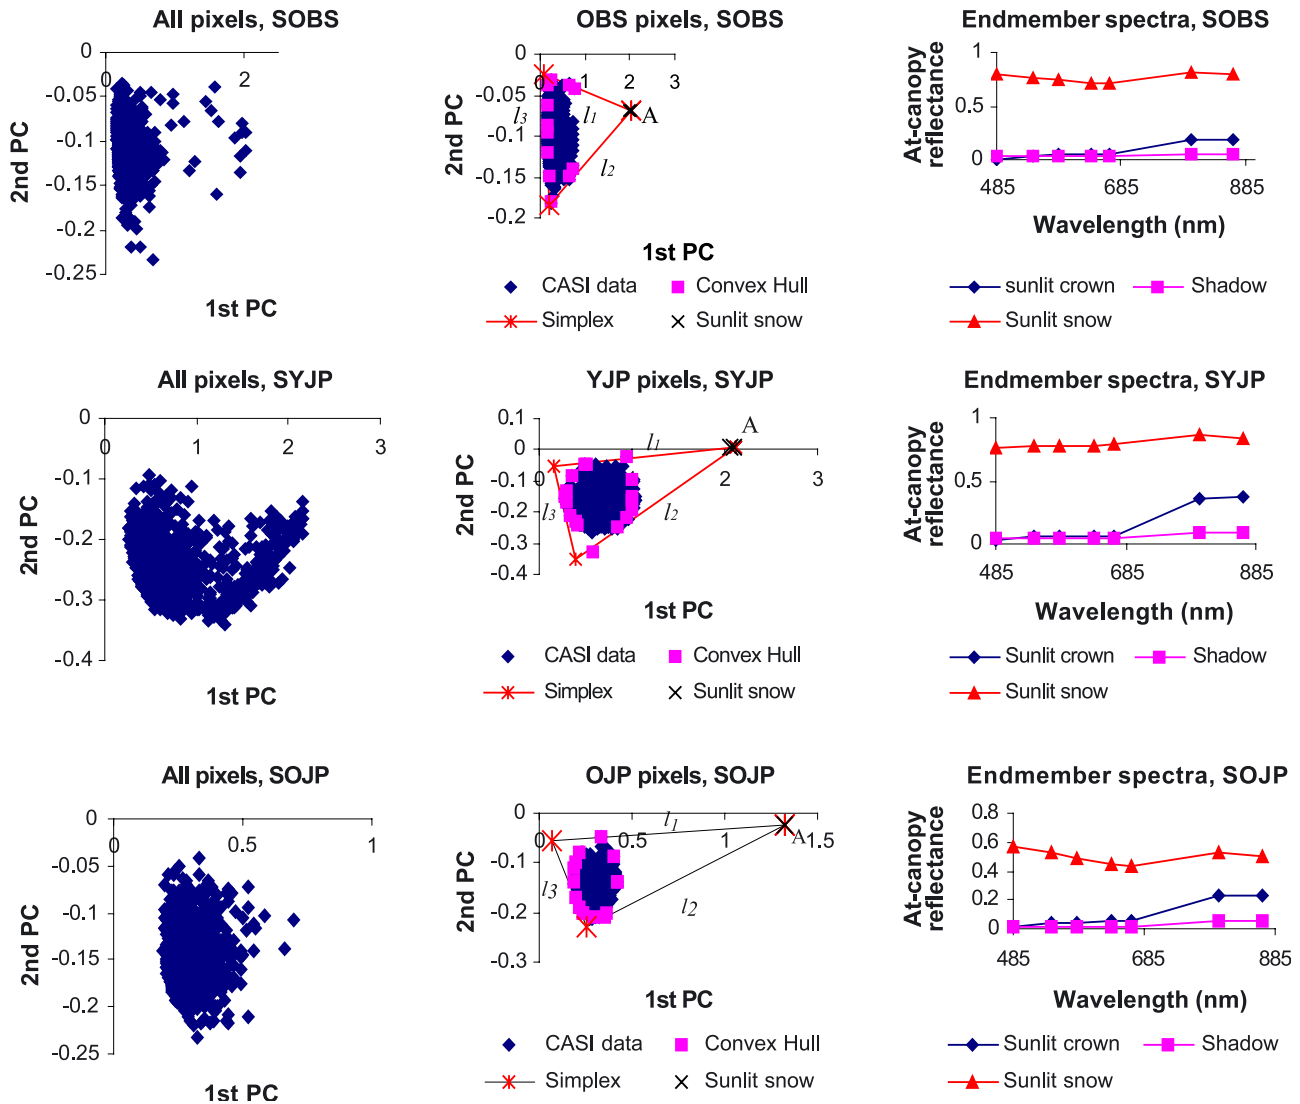 All pixels, SOBS
0
-0.05
-0.1
-0.15
-0.2
-0.25
0
2
2nd PC
1st PC
OBS pixels, SOBS
0
-0.05
-0.1
-0.15
-0.2
0 1 2 3
2nd PC
l3
l1
A
l2
1st PC
CASI data
Convex Hull
Simplex
Sunlit snow
Endmember spectra, SOBS
1
0.5
0
485 685 885
At-canopy
reflectance
Wavelength (nm)
sunlit crown
Shadow
Sunlit snow
All pixels, SYJP
0
-0.1
-0.2
-0.3
-0.4
0 1 2 3
2nd PC
1st PC
YJP pixels, SYJP
0.1
0
-0.1
-0.2
-0.3
-0.4
0 1 2 3
2nd PC
A
l1
l3
l2
1st PC
CASI data
Convex Hull
Simplex
Sunlit snow
Endmember spectra, SYJP
1
0.5
0
485 685 885
At-canopy
reflectance
Wavelength (nm)
Sunlit crown
Shadow
Sunlit snow
All pixels, SOJP
0
-0.05
-0.1
-0.15
-0.2
-0.25
0 0.5 1
2nd PC
1st PC
OJP pixels, SOJP
0
-0.1
-0.2
-0.3
0 0.5 1 1.5
2nd PC
l1
A
l3
l2
1st PC
CASI data
Convex Hull
Simplex
Sunlit snow
Endmember spectra, SOJP
0.8
0.6
0.4
0.2
0
485 685 885
At-canopy
reflectance
Wavelength (nm)
Sunlit crown
Shadow
Sunlit snow